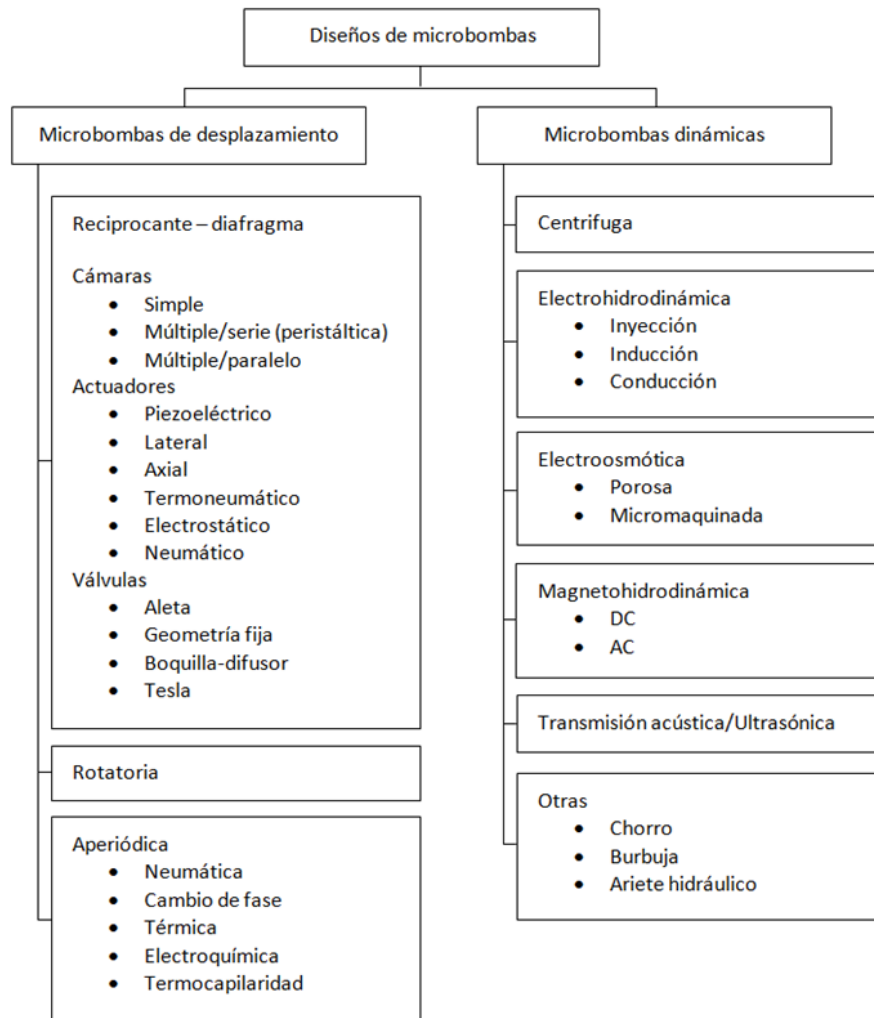 Diseños de microbombas
Microbombas de desplazamiento
Reciprocante – diafragma
Cámaras
• Simple
• Múltiple/serie (peristáltica)
• Múltiple/paralelo
Actuadores
• Piezoeléctrico
• Lateral
• Axial
• Termoneumático
• Electrostático
• Neumático
Válvulas
• Aleta
• Geometría fija
• Boquilla-difusor
• Tesla
Rotatoria
Aperiódica
• Neumática
• Cambio de fase
• Térmica
• Electroquímica
• Termocapilaridad
Microbombas dinámicas
Centrifuga
Electrohidrodinámica
• Inyección
• Inducción
• Conducción
Electroosmótica
• Porosa
• Micromaquinada
Magnetohidrodinámica
• DC
• AC
Transmisión acústica/Ultrasónica
Otras
• Chorro
• Burbuja
• Ariete hidráulico